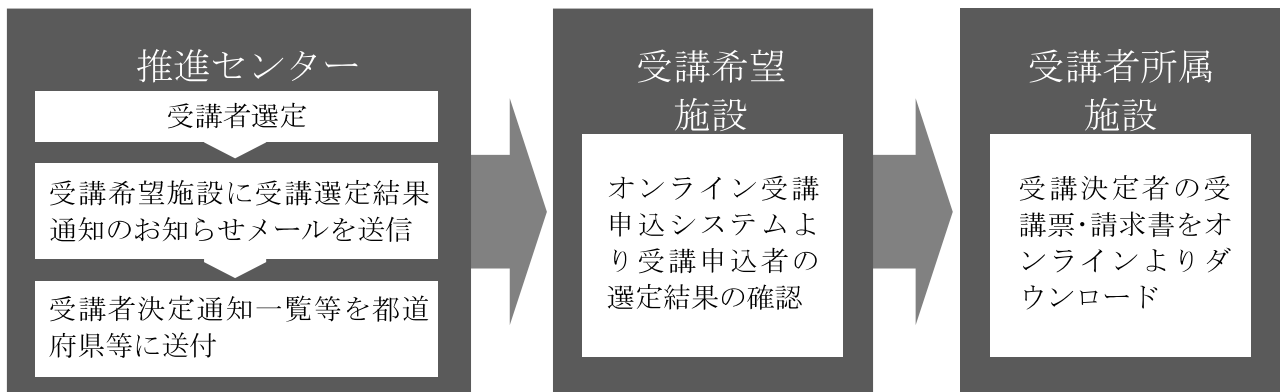 推進センター
受講者選定
受講希望施設に受講選定結果
通知のお知らせメールを送信
受講者決定通知一覧等を都道
府県等に送付
受講希望
施設
オンライン受講
申込システムよ
り受講申込者の
選定結果の確認
受講者所属
施設
受講決定者の受
講票･請求書をオ
ンラインよりダ
ウンロード